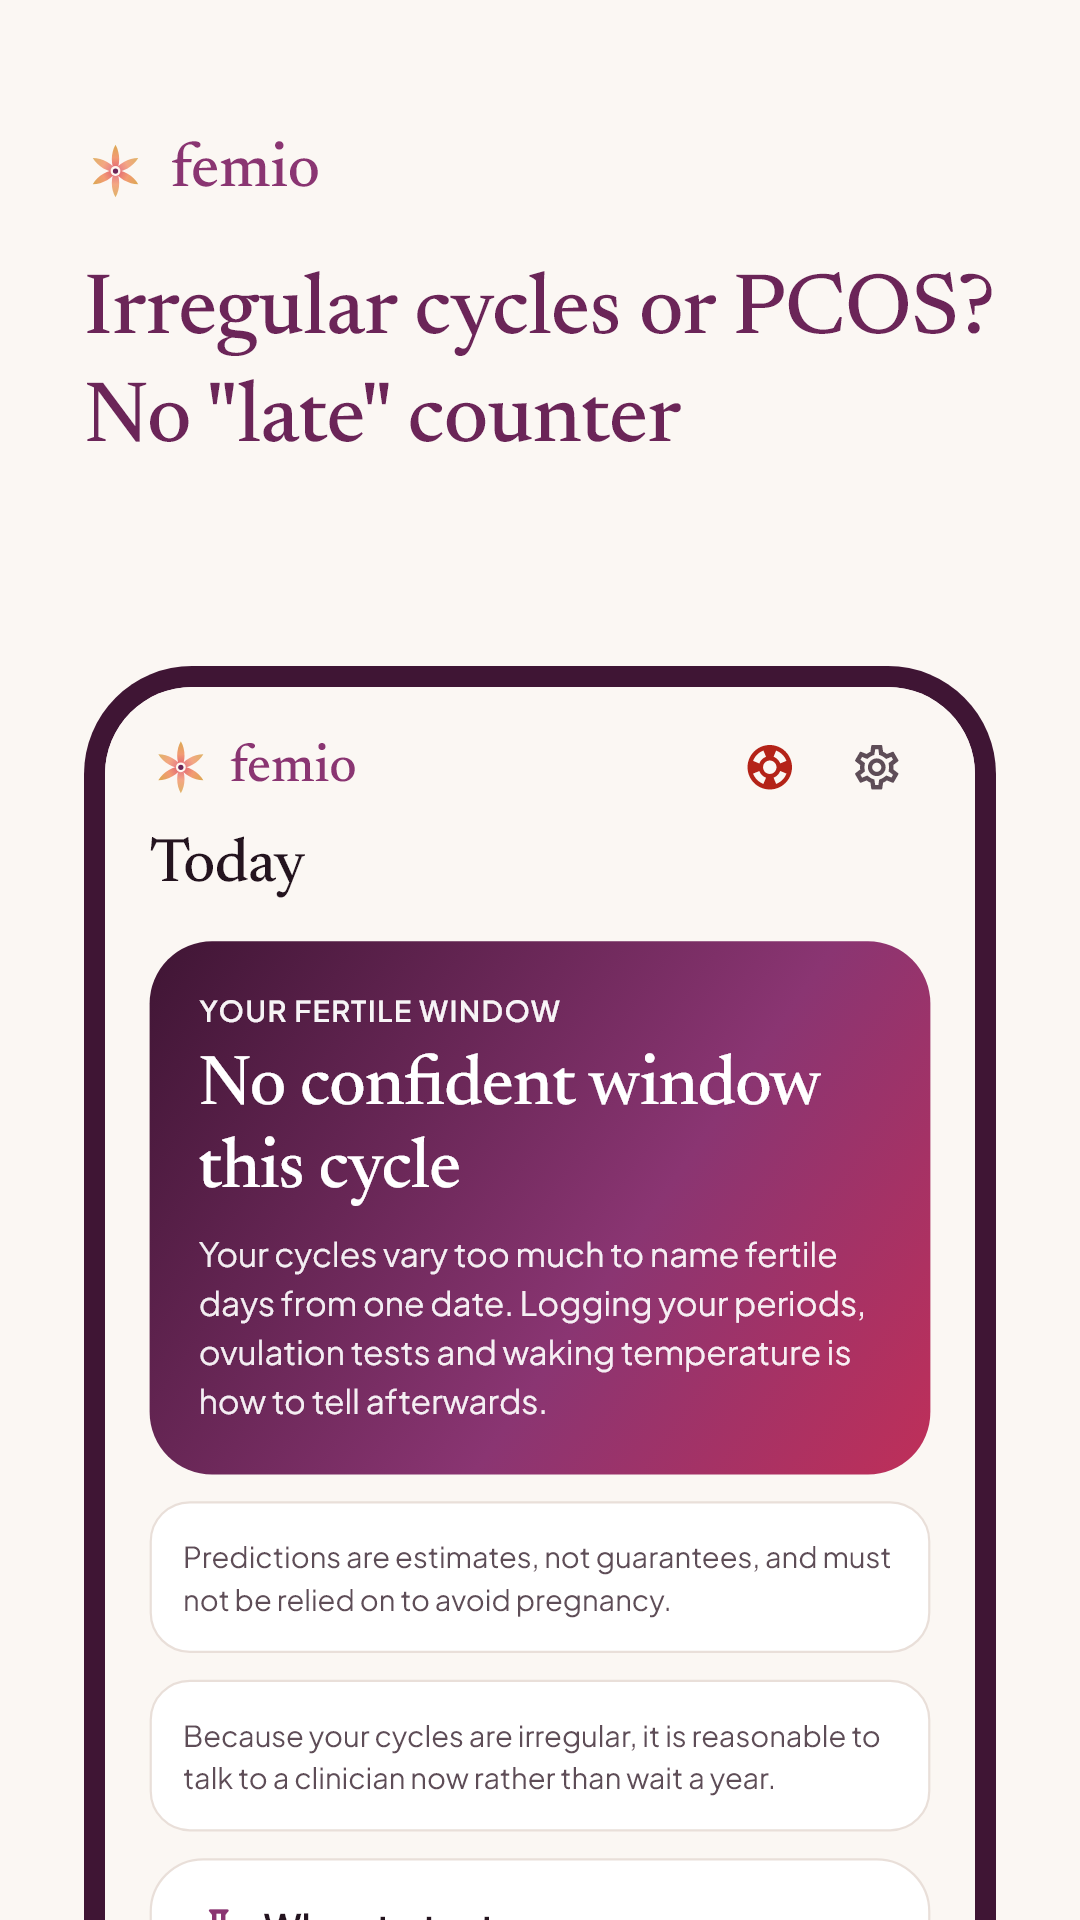 femio
Irregular cycles or PCOS?
No "late" counter
femio
Today
YOUR FERTILE WINDOW
No confident window
this cycle
Your cycles vary too much to name fertile
days from one date. Logging your periods,
ovulation tests and waking temperature is
how to tell afterwards.
Predictions are estimates, not guarantees, and must
not be relied on to avoid pregnancy.
Because your cycles are irregular, it is reasonable to
talk to a clinician now rather than wait a year.